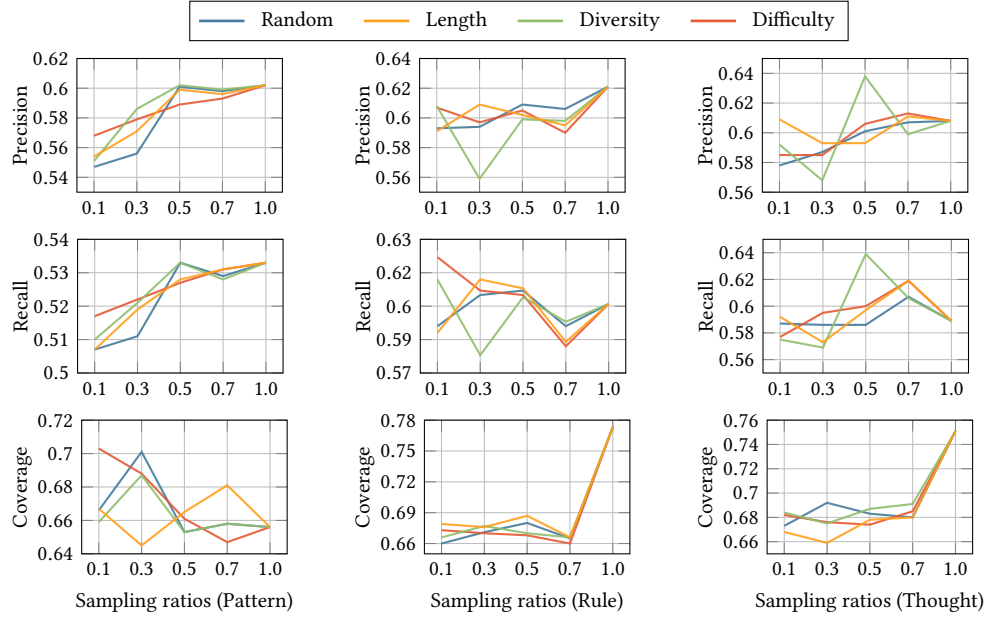 Random Length Diversity Difficulty
Precision
0.62
0.6
0.58
0.56
0.54
0.1 0.3 0.5 0.7 1.0
Precision
0.64
0.62
0.6
0.58
0.56
0.1 0.3 0.5 0.7 1.0
Precision
0.64
0.62
0.6
0.58
0.56
0.1 0.3 0.5 0.7 1.0
Recall
0.54
0.53
0.52
0.51
0.5
0.1 0.3 0.5 0.7 1.0
Recall
0.63
0.62
0.6
0.59
0.57
0.1 0.3 0.5 0.7 1.0
Recall
0.64
0.62
0.6
0.58
0.56
0.1 0.3 0.5 0.7 1.0
Coverage
0.72
0.7
0.68
0.66
0.64
0.1 0.3 0.5 0.7 1.0
Sampling ratios (Pattern)
Coverage
0.78
0.75
0.72
0.69
0.66
0.1 0.3 0.5 0.7 1.0
Sampling ratios (Rule)
Coverage
0.76
0.74
0.72
0.7
0.68
0.66
0.1 0.3 0.5 0.7 1.0
Sampling ratios (Thought)